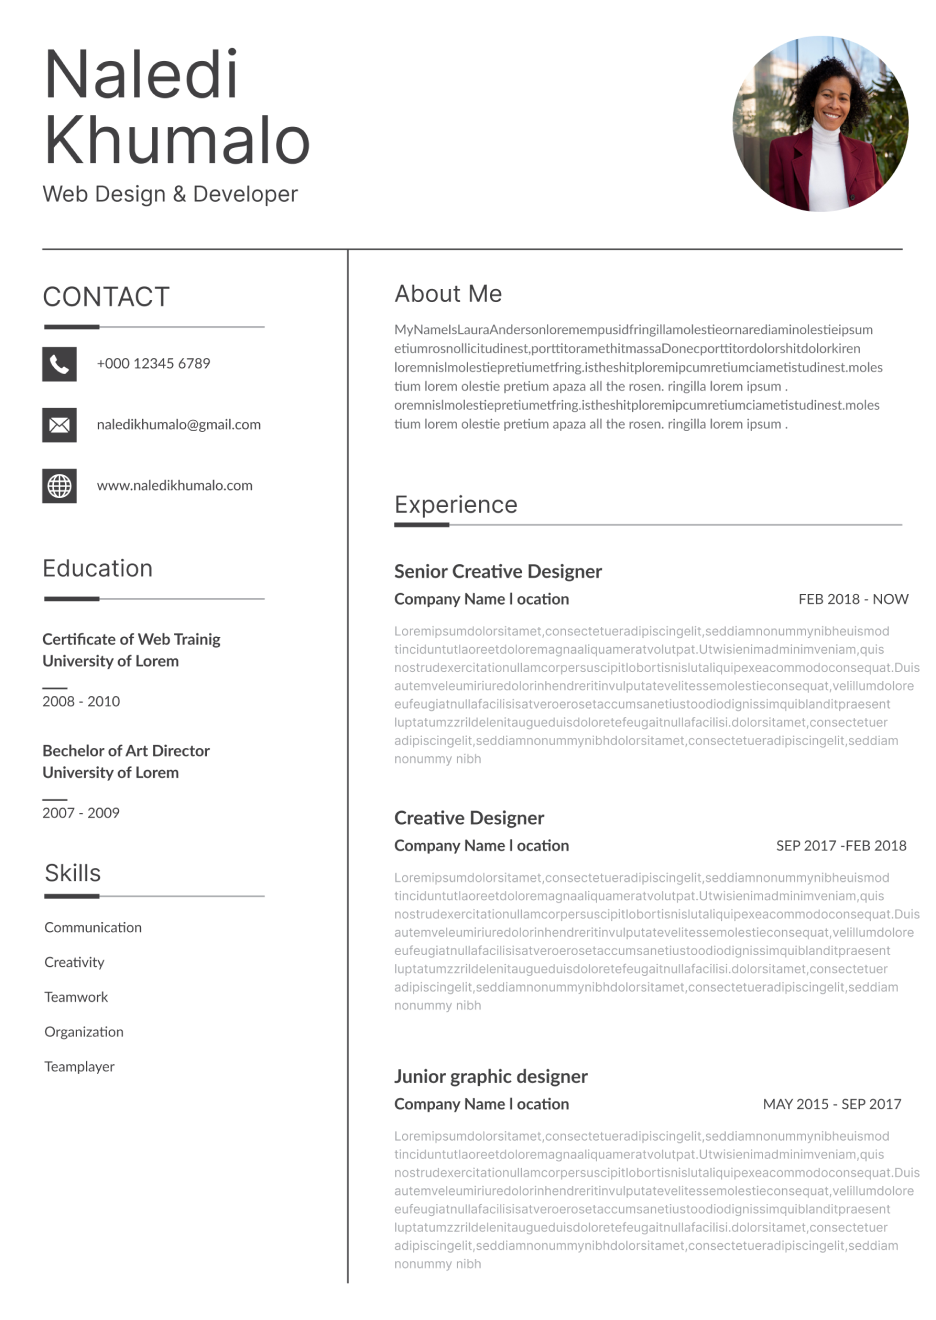 Naledi
Khumalo
Web Design & Developer
CONTACT
+000 12345 6789
naledikhumalo@gmail.com
www.naledikhumalo.com
Education
Certificate of Web Trainig
University of Lorem
2008 - 2010
Bechelor of Art Director
University of Lorem
2007 - 2009
Skills
Communication
Creativity
Teamwork
Organization
Teamplayer
About Me
MyNameIsLauraAndersonloremempusidfringillamolestieornarediaminolestieipsum
etiumrosnollicitudinest,porttitoramethitmassaDonecporttitordolorshitdolorkiren
loremnislmolestiepretiumetfring.istheshitploremipcumretiumciametistudinest.moles
tium lorem olestie pretium apaza all the rosen. ringilla lorem ipsum .
oremnislmolestiepretiumetfring.istheshitploremipcumretiumciametistudinest.moles
tium lorem olestie pretium apaza all the rosen. ringilla lorem ipsum .
Experience
Senior Creative Designer
Company Name l ocation FEB 2018 - NOW
Loremipsumdolorsitamet,consectetueradipiscingelit,seddiamnonummynibheuismod
tinciduntutlaoreetdoloremagnaaliquameratvolutpat.Utwisienimadminimveniam,quis
nostrudexercitationullamcorpersuscipitlobortisnislutaliquipexeacommodoconsequat.Duis
autemveleumiriuredolorinhendreritinvulputatevelitessemolestieconsequat,velillumdolore
eufeugiatnullafacilisisatveroerosetaccumsanetiustoodiodignissimquiblanditpraesent
luptatumzzrildelenitaugueduisdoloretefeugaitnullafacilisi.dolorsitamet,consectetuer
adipiscingelit,seddiamnonummynibhdolorsitamet,consectetueradipiscingelit,seddiam
nonummy nibh
Creative Designer
Company Name l ocation SEP 2017 -FEB 2018
Loremipsumdolorsitamet,consectetueradipiscingelit,seddiamnonummynibheuismod
tinciduntutlaoreetdoloremagnaaliquameratvolutpat.Utwisienimadminimveniam,quis
nostrudexercitationullamcorpersuscipitlobortisnislutaliquipexeacommodoconsequat.Duis
autemveleumiriuredolorinhendreritinvulputatevelitessemolestieconsequat,velillumdolore
eufeugiatnullafacilisisatveroerosetaccumsanetiustoodiodignissimquiblanditpraesent
luptatumzzrildelenitaugueduisdoloretefeugaitnullafacilisi.dolorsitamet,consectetuer
adipiscingelit,seddiamnonummynibhdolorsitamet,consectetueradipiscingelit,seddiam
nonummy nibh
Junior graphic designer
Company Name l ocation MAY 2015 - SEP 2017
Loremipsumdolorsitamet,consectetueradipiscingelit,seddiamnonummynibheuismod
tinciduntutlaoreetdoloremagnaaliquameratvolutpat.Utwisienimadminimveniam,quis
nostrudexercitationullamcorpersuscipitlobortisnislutaliquipexeacommodoconsequat.Duis
autemveleumiriuredolorinhendreritinvulputatevelitessemolestieconsequat,velillumdolore
eufeugiatnullafacilisisatveroerosetaccumsanetiustoodiodignissimquiblanditpraesent
luptatumzzrildelenitaugueduisdoloretefeugaitnullafacilisi.dolorsitamet,consectetuer
adipiscingelit,seddiamnonummynibhdolorsitamet,consectetueradipiscingelit,seddiam
nonummy nibh